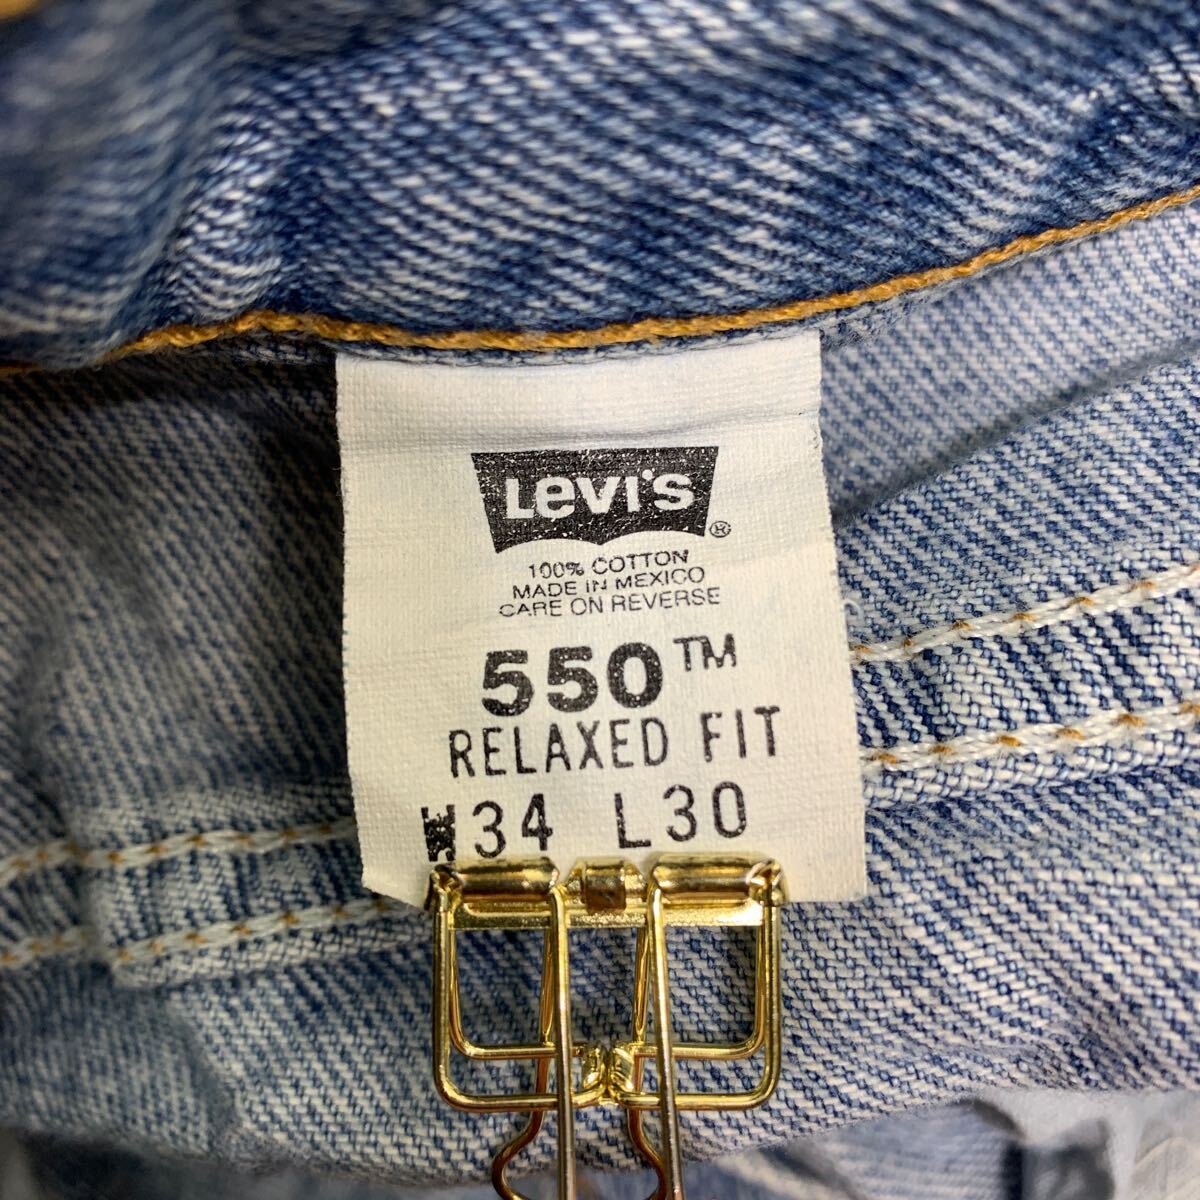 Levi's ®
100% COTTON
MADE IN MEXICO
CARE ON REVERSE
550™
RELAXED FIT
W34 L30